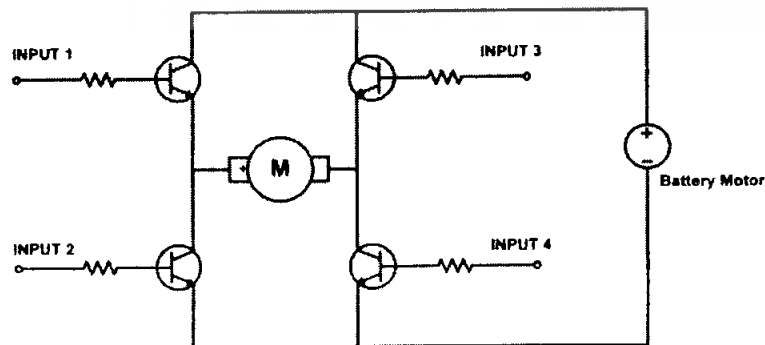 INPUT 1
INPUT 3
M
+
+
−
Battery Motor
INPUT 2
INPUT 4